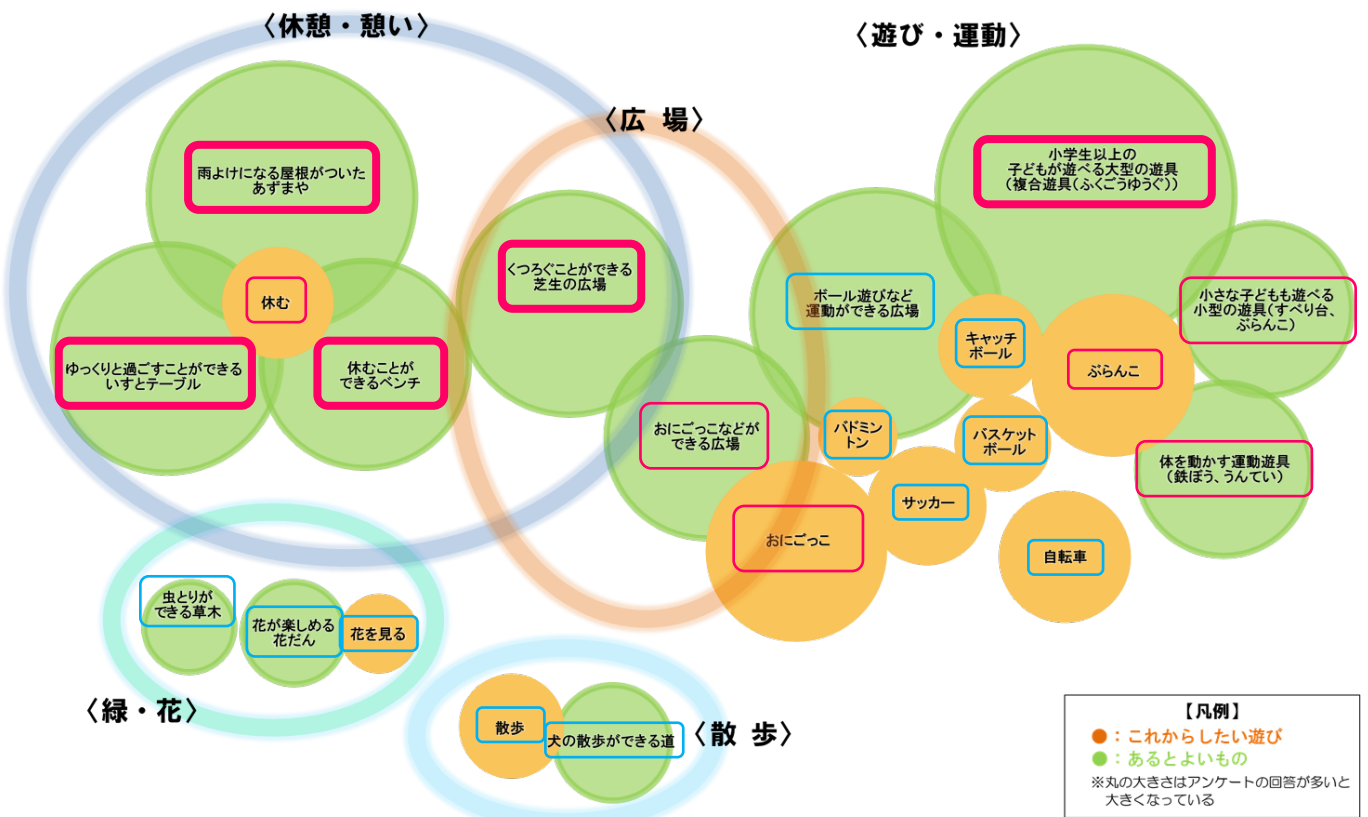 〈休憩・憩い〉
雨よけになる屋根がついた
あずまや
休む
ゆっくりと過ごすことができる
いすとテーブル
休むことが
できるベンチ
〈広 場〉
くつろぐことができる
芝生の広場
おにごっこなどが
できる広場
おにごっこ
〈遊び・運動〉
小学生以上の
子どもが遊べる大型の遊具
（複合遊具（ふくごうゆうぐ））
ボール遊びなど
運動ができる広場
キャッチ
ボール
ぶらんこ
小さな子どもも遊べる
小型の遊具（すべり台、
ぶらんこ）
バドミン
トン
バスケット
ボール
サッカー
体を動かす運動遊具
（鉄ぼう、うんてい）
自転車
虫とりが
できる草木
花が楽しめる
花だん
花を見る
〈緑・花〉
散歩
犬の散歩ができる道
〈散 歩〉
【凡例】
●：これからしたい遊び
●：あるとよいもの
※丸の大きさはアンケートの回答が多いと
大きくなっている